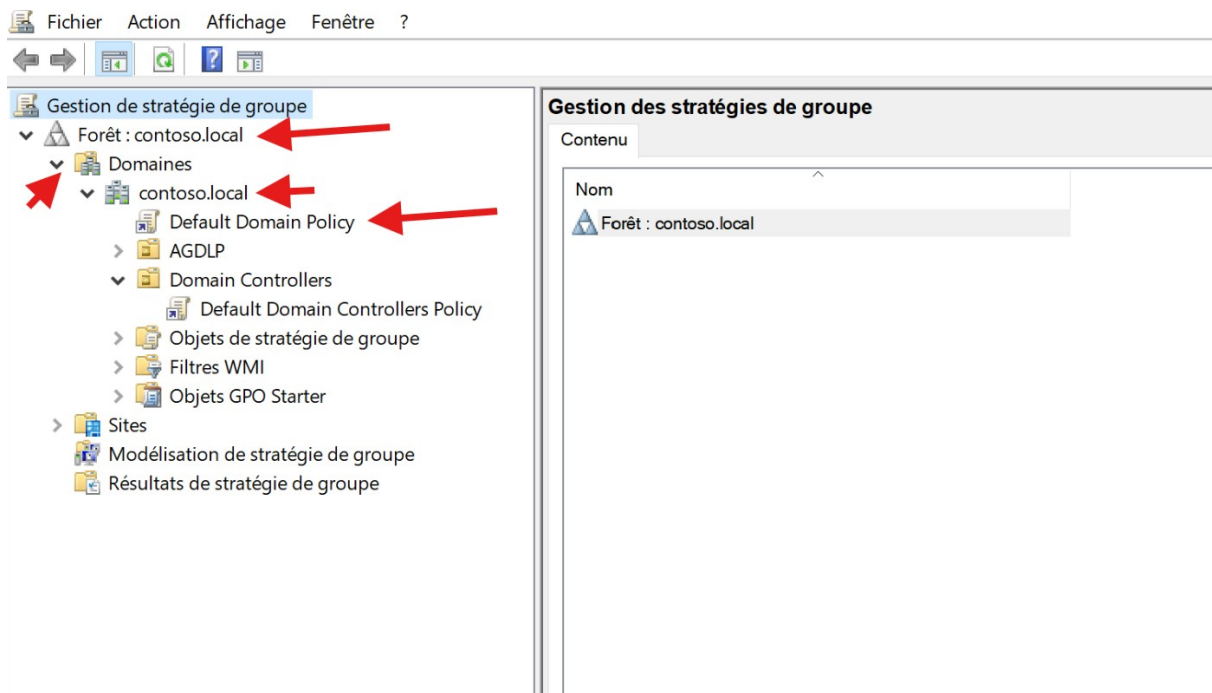 Fichier Action Affichage Fenêtre ?
Gestion de stratégie de groupe
Forêt : contoso.local
Domaines
contoso.local
Default Domain Policy
AGDLP
Domain Controllers
Default Domain Controllers Policy
Objets de stratégie de groupe
Filtres WMI
Objets GPO Starter
Sites
Modélisation de stratégie de groupe
Résultats de stratégie de groupe
Gestion des stratégies de groupe
Contenu
Nom
Forêt : contoso.local